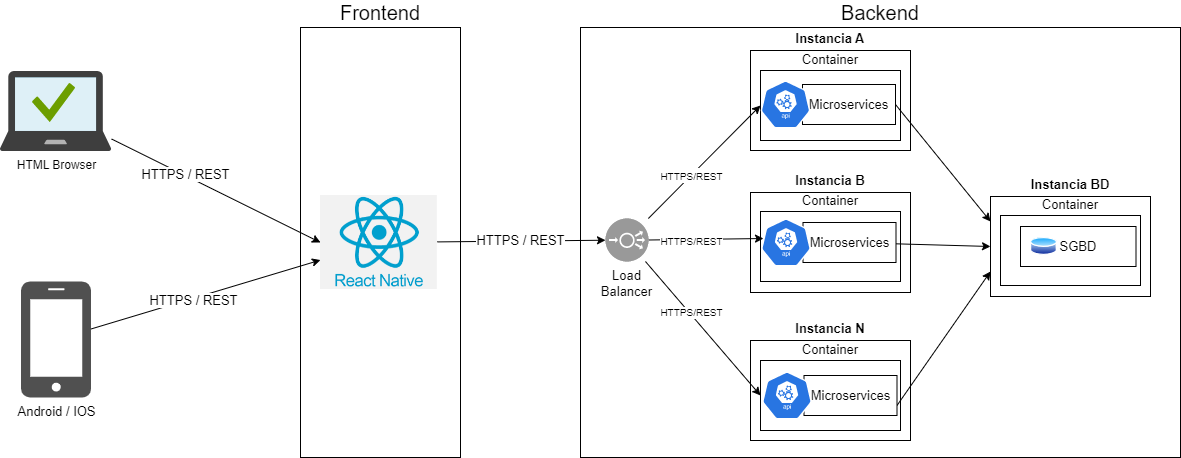 Frontend
Backend
HTML Browser
HTTPS / REST
Android / IOS
HTTPS / REST
React Native
HTTPS / REST
Load
Balancer
HTTPS/REST
HTTPS/REST
HTTPS/REST
Instancia A
Container
api
Microservices
Instancia B
Container
api
Microservices
Instancia N
Container
api
Microservices
Instancia BD
Container
SGBD